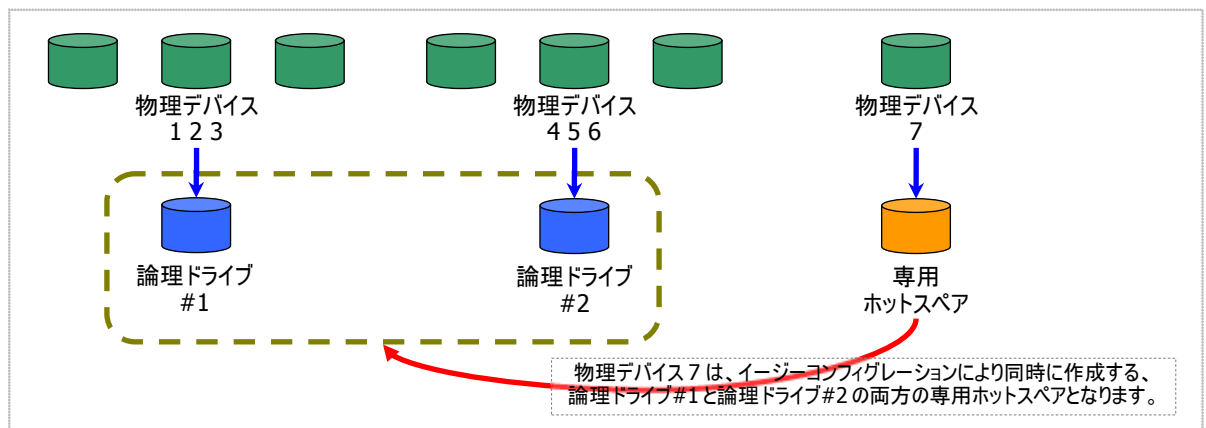 物理デバイス
1 2 3
物理デバイス
4 5 6
物理デバイス
7
論理ドライブ
#1
論理ドライブ
#2
専用
ホットスペア
物理デバイス7は、イージーコンフィグレーションにより同時に作成する、
論理ドライブ#1と論理ドライブ#2の両方の専用ホットスペアとなります。